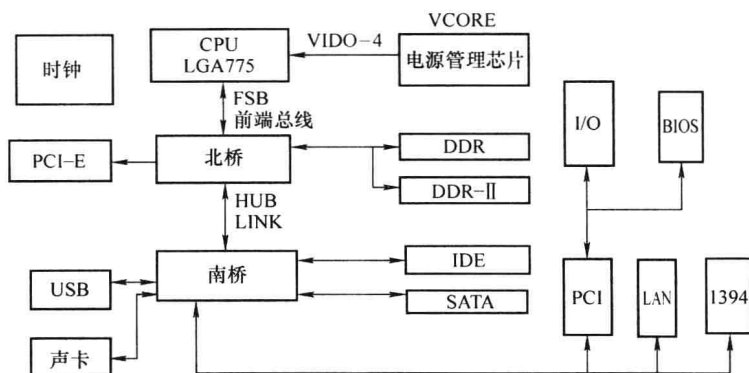 VCORE
CPU
LGA775
VIDO-4
电源管理芯片
时钟
FSB
前端总线
I/O
BIOS
PCI-E
北桥
DDR
DDR-II
HUB
LINK
南桥
IDE
USB
SATA
PCI
LAN
1394
声卡